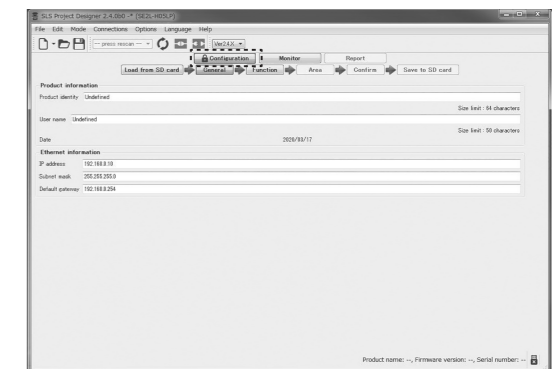 SLS Project Designer 2.4.0b0 -* (SE2L-H05LP)
File Edit Mode Connections Options Language Help
--- press rescan --- Ver24.X
Configuration Monitor Report
Load from SD card General Function Area Confirm Save to SD card
Product information
Product identity Undefined
Size limit : 64 characters
User name Undefined
Size limit : 50 characters
Date 2020/03/17
Ethernet information
IP address 192.168.0.10
Subnet mask 255.255.255.0
Default gateway 192.168.0.254
Product name: --, Firmware version: --, Serial number: --